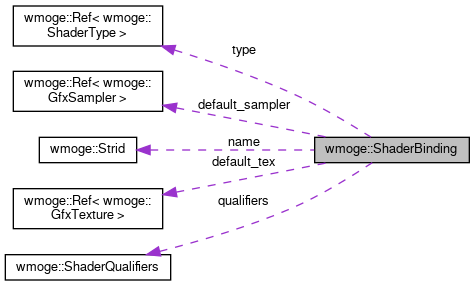 wmoge::Ref< wmoge::
ShaderType >
type
wmoge::Ref< wmoge::
GfxSampler >
default_sampler
wmoge::Strid
name
wmoge::ShaderBinding
default_tex
wmoge::Ref< wmoge::
GfxTexture >
qualifiers
wmoge::ShaderQualifiers